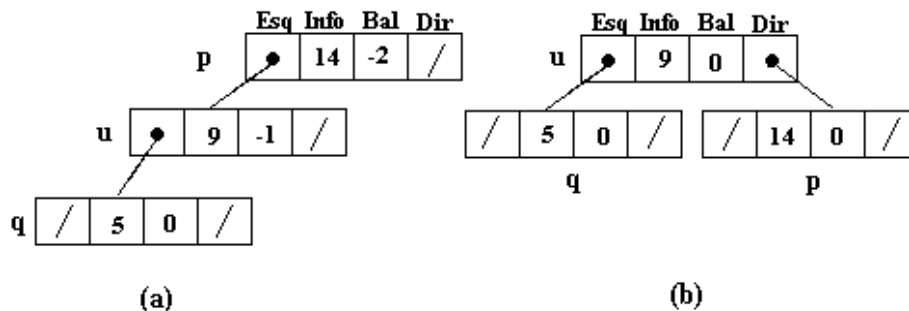 Esq Info Bal Dir
p 14 -2 /
u 9 -1 /
q / 5 0 /
(a)
Esq Info Bal Dir
u 9 0
/ 5 0 / / 14 0 /
q p
(b)